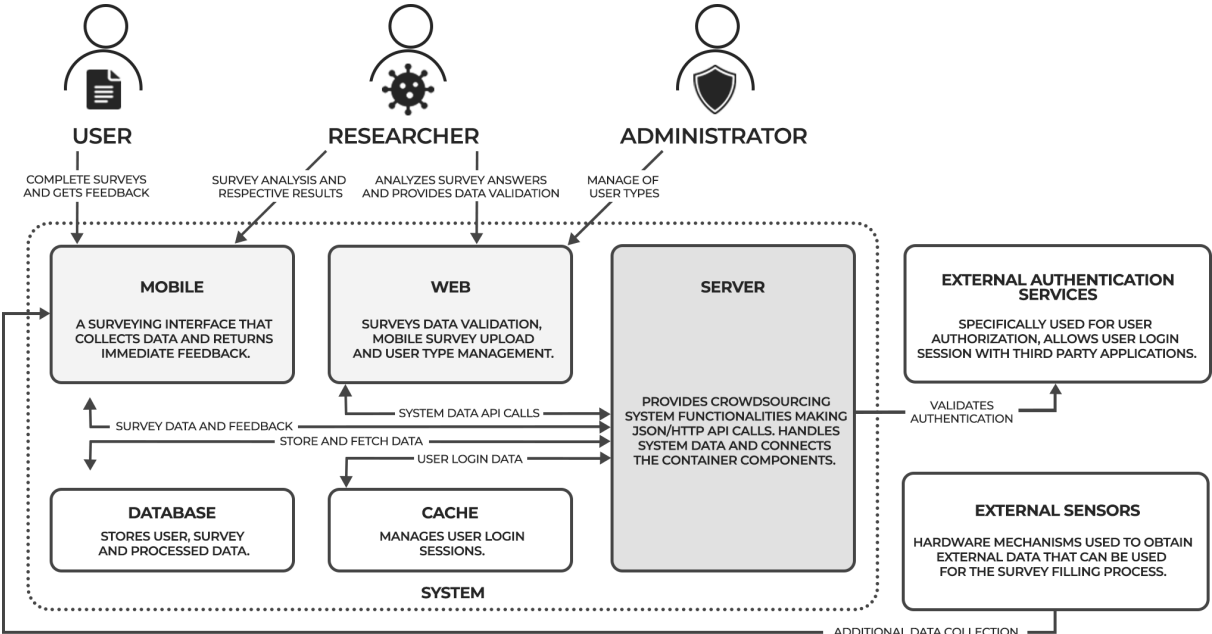 USER
RESEARCHER
ADMINISTRATOR
COMPLETE SURVEYS
AND GETS FEEDBACK
SURVEY ANALYSIS AND
RESPECTIVE RESULTS
ANALYZES SURVEY ANSWERS
AND PROVIDES DATA VALIDATION
MANAGE OF
USER TYPES
MOBILE
A SURVEYING INTERFACE THAT
COLLECTS DATA AND RETURNS
IMMEDIATE FEEDBACK.
WEB
SURVEYS DATA VALIDATION,
MOBILE SURVEY UPLOAD
AND USER TYPE MANAGEMENT.
SERVER
PROVIDES CROWDSOURCING
SYSTEM FUNCTIONALITIES MAKING
JSON/HTTP API CALLS. HANDLES
SYSTEM DATA AND CONNECTS
THE CONTAINER COMPONENTS.
EXTERNAL AUTHENTICATION
SERVICES
SPECIFICALLY USED FOR USER
AUTHORIZATION, ALLOWS USER LOGIN
SESSION WITH THIRD PARTY APPLICATIONS.
SYSTEM DATA API CALLS
SURVEY DATA AND FEEDBACK
STORE AND FETCH DATA
USER LOGIN DATA
VALIDATES
AUTHENTICATION
DATABASE
STORES USER, SURVEY
AND PROCESSED DATA.
CACHE
MANAGES USER LOGIN
SESSIONS.
EXTERNAL SENSORS
HARDWARE MECHANISMS USED TO OBTAIN
EXTERNAL DATA THAT CAN BE USED
FOR THE SURVEY FILLING PROCESS.
SYSTEM
ADDITIONAL DATA COLLECTION